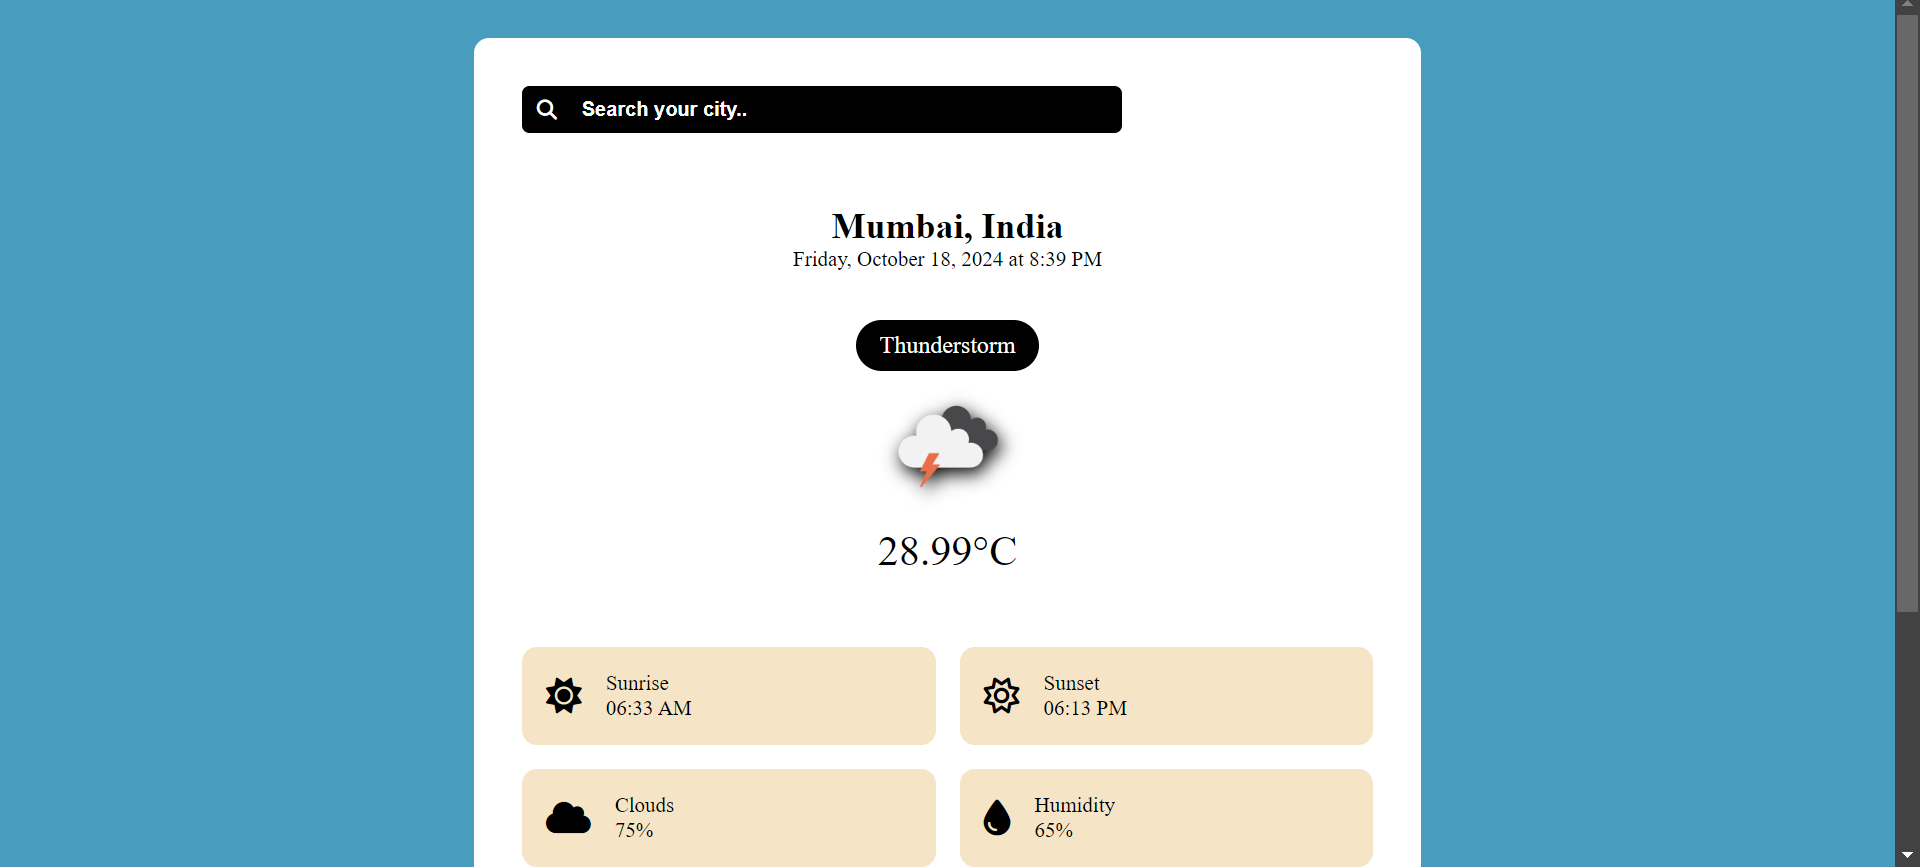 Search your city..
Mumbai, India
Friday, October 18, 2024 at 8:39 PM
Thunderstorm
28.99°C
Sunrise
06:33 AM
Sunset
06:13 PM
Clouds
75%
Humidity
65%